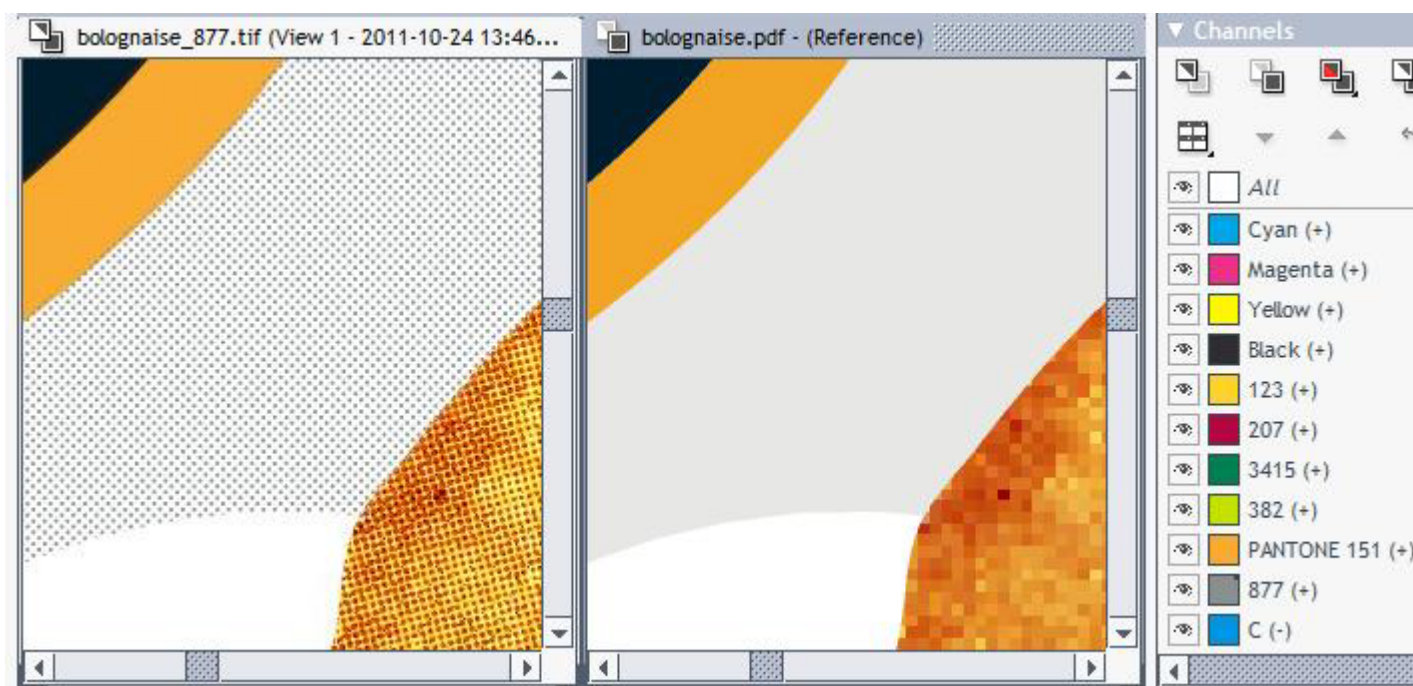 bolognaise_877.tif (View 1 - 2011-10-24 13:46...
bolognaise.pdf - (Reference)
Channels
All
Cyan (+)
Magenta (+)
Yellow (+)
Black (+)
123 (+)
207 (+)
3415 (+)
382 (+)
PANTONE 151 (+)
877 (+)
C (-)